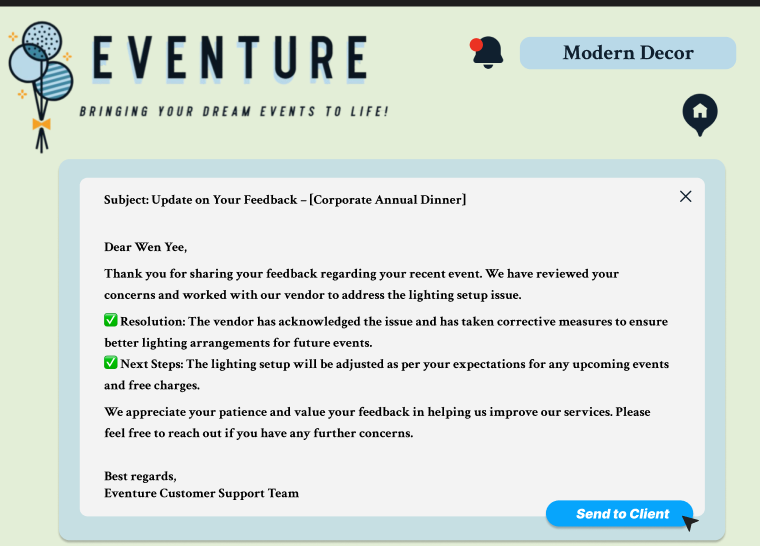 EVENTURE
BRINGING YOUR DREAM EVENTS TO LIFE!
Modern Decor
Subject: Update on Your Feedback – [Corporate Annual Dinner]
Dear Wen Yee,
Thank you for sharing your feedback regarding your recent event. We have reviewed your
concerns and worked with our vendor to address the lighting setup issue.
✅ Resolution: The vendor has acknowledged the issue and has taken corrective measures to ensure
better lighting arrangements for future events.
✅ Next Steps: The lighting setup will be adjusted as per your expectations for any upcoming events
and free charges.
We appreciate your patience and value your feedback in helping us improve our services. Please
feel free to reach out if you have any further concerns.
Best regards,
Eventure Customer Support Team
Send to Client